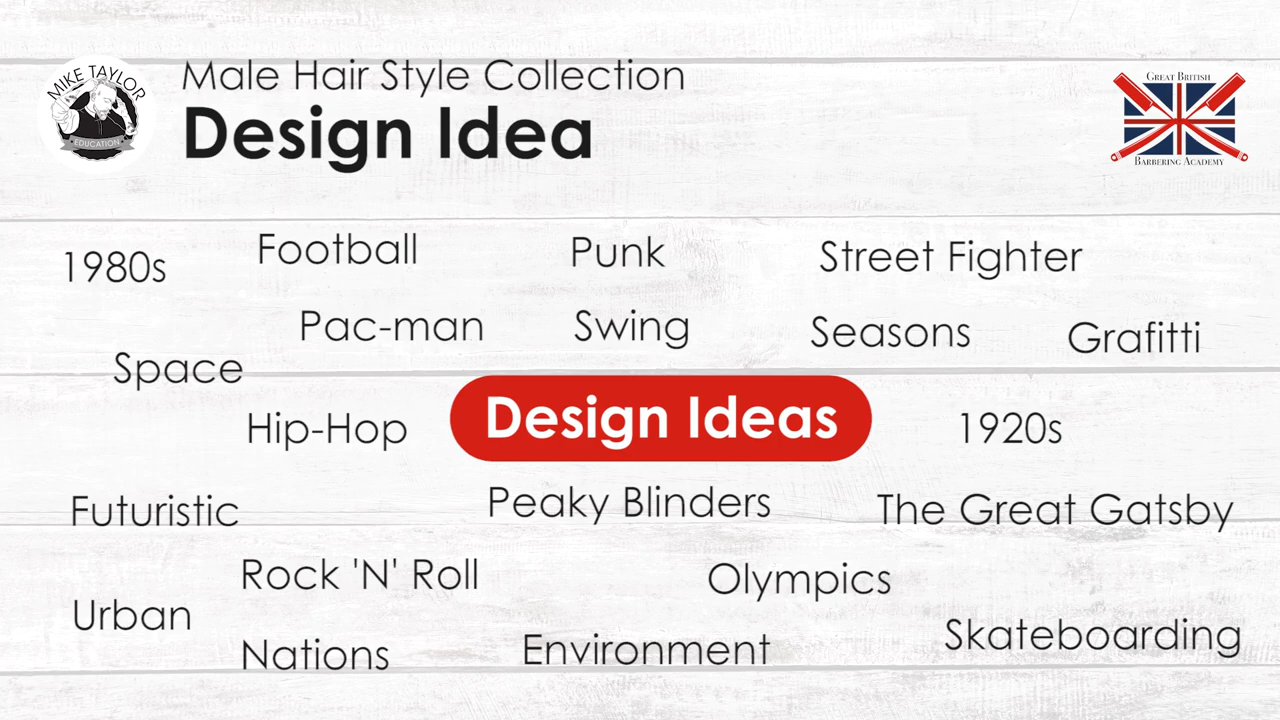 MIKE TAYLOR
EDUCATION
Male Hair Style Collection
Design Idea
GREAT BRITISH
BARBERING ACADEMY
1980s
Football
Punk
Street Fighter
Pac-man
Swing
Seasons
Grafitti
Space
Hip-Hop
Design Ideas
1920s
Futuristic
Peaky Blinders
The Great Gatsby
Rock 'N' Roll
Olympics
Urban
Nations
Environment
Skateboarding